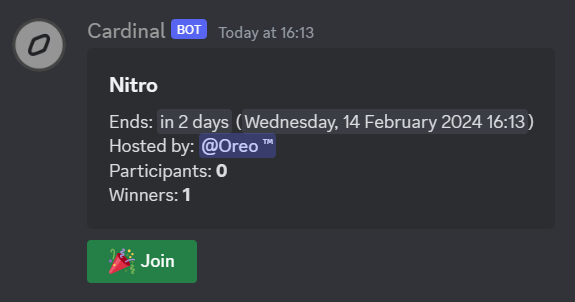 Cardinal BOT Today at 16:13
Nitro
Ends: in 2 days (Wednesday, 14 February 2024 16:13)
Hosted by: @Oreo ™
Participants: 0
Winners: 1
🎉 Join